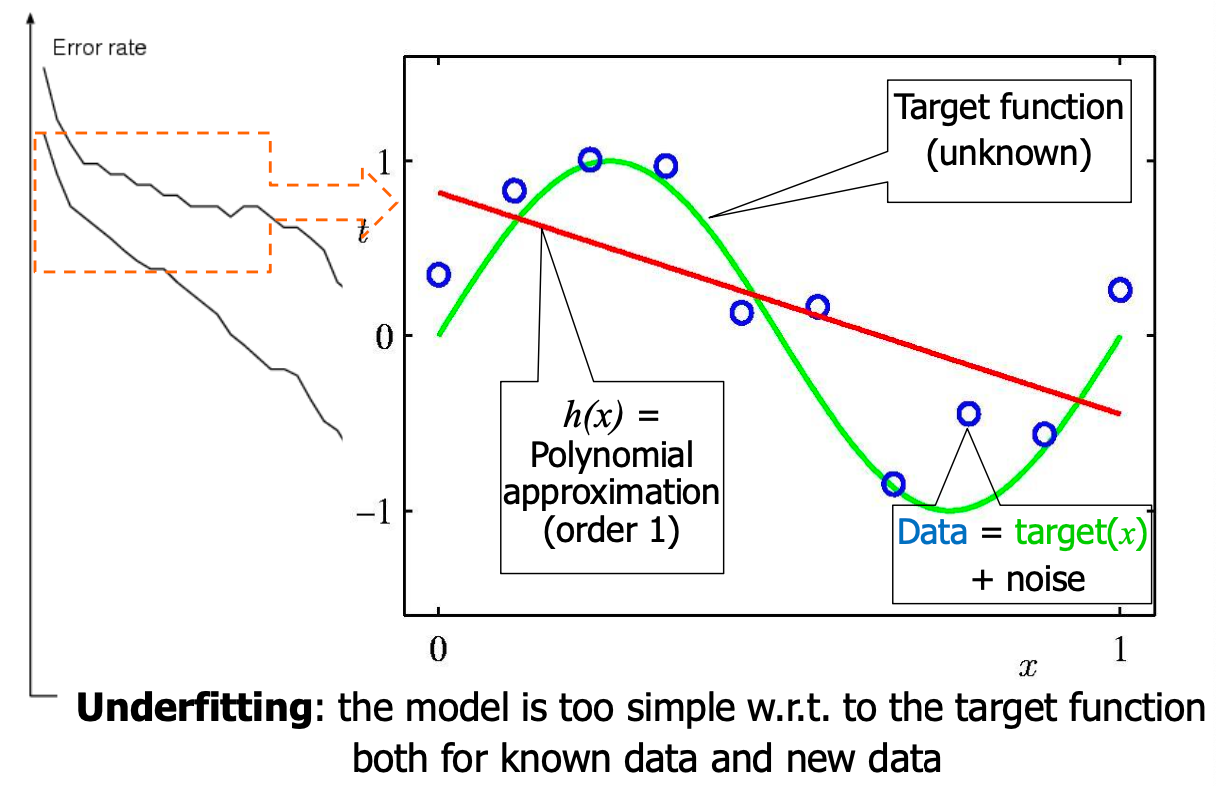 Error rate
Target function
(unknown)
1
t
0
−1
h(x) =
Polynomial
approximation
(order 1)
Data = target(x)
+ noise
0
1
x
Underfitting: the model is too simple w.r.t. to the target function
both for known data and new data